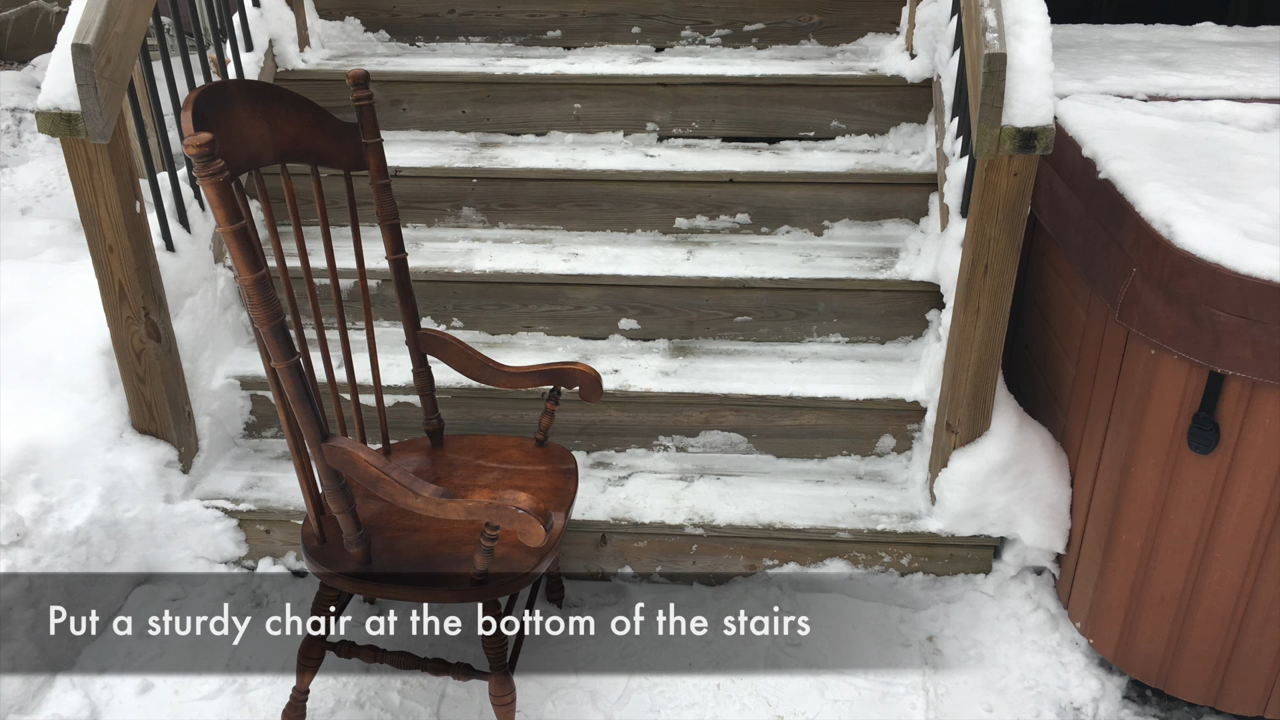 Put a sturdy chair at the bottom of the stairs